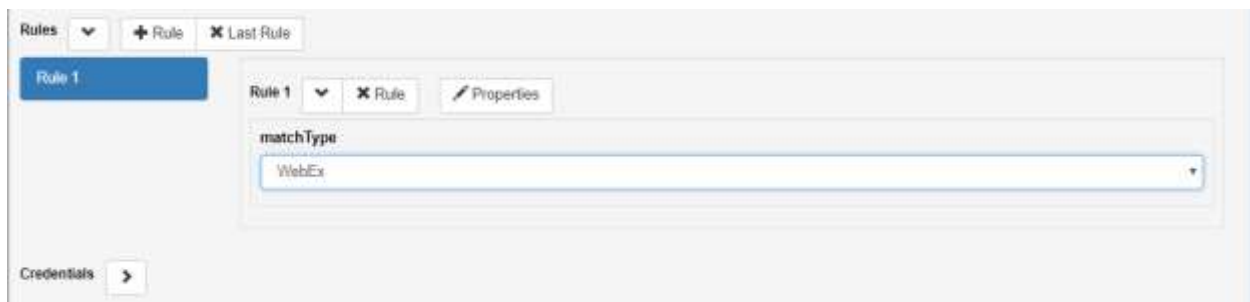 Rules Rule Last Rule
Rule 1
Rule 1 Rule Properties
matchType
WebEx
Credentials